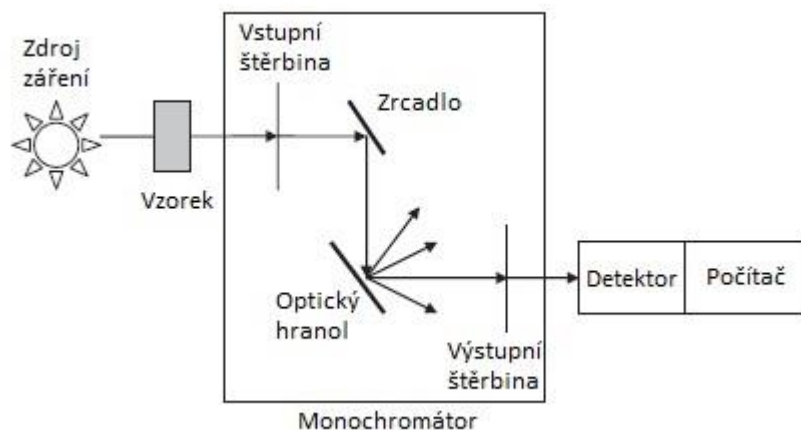 Zdroj
záření
Vzorek
Vstupní
štěrbina
Zrcadlo
Optický
hranol
Výstupní
štěrbina
Monochromátor
Detektor
Počítač